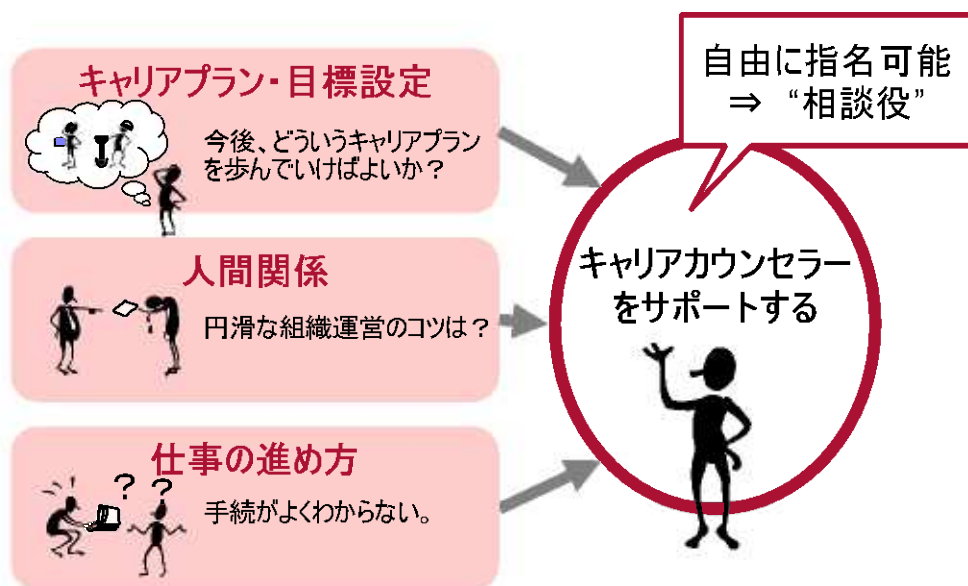 キャリアプラン・目標設定
今後、どういうキャリアプラン
を歩んでいけばよいか？
人間関係
円滑な組織運営のコツは？
仕事の進め方
? ?
手続がよくわからない。
自由に指名可能
⇒ “相談役”
キャリアカウンセラー
をサポートする